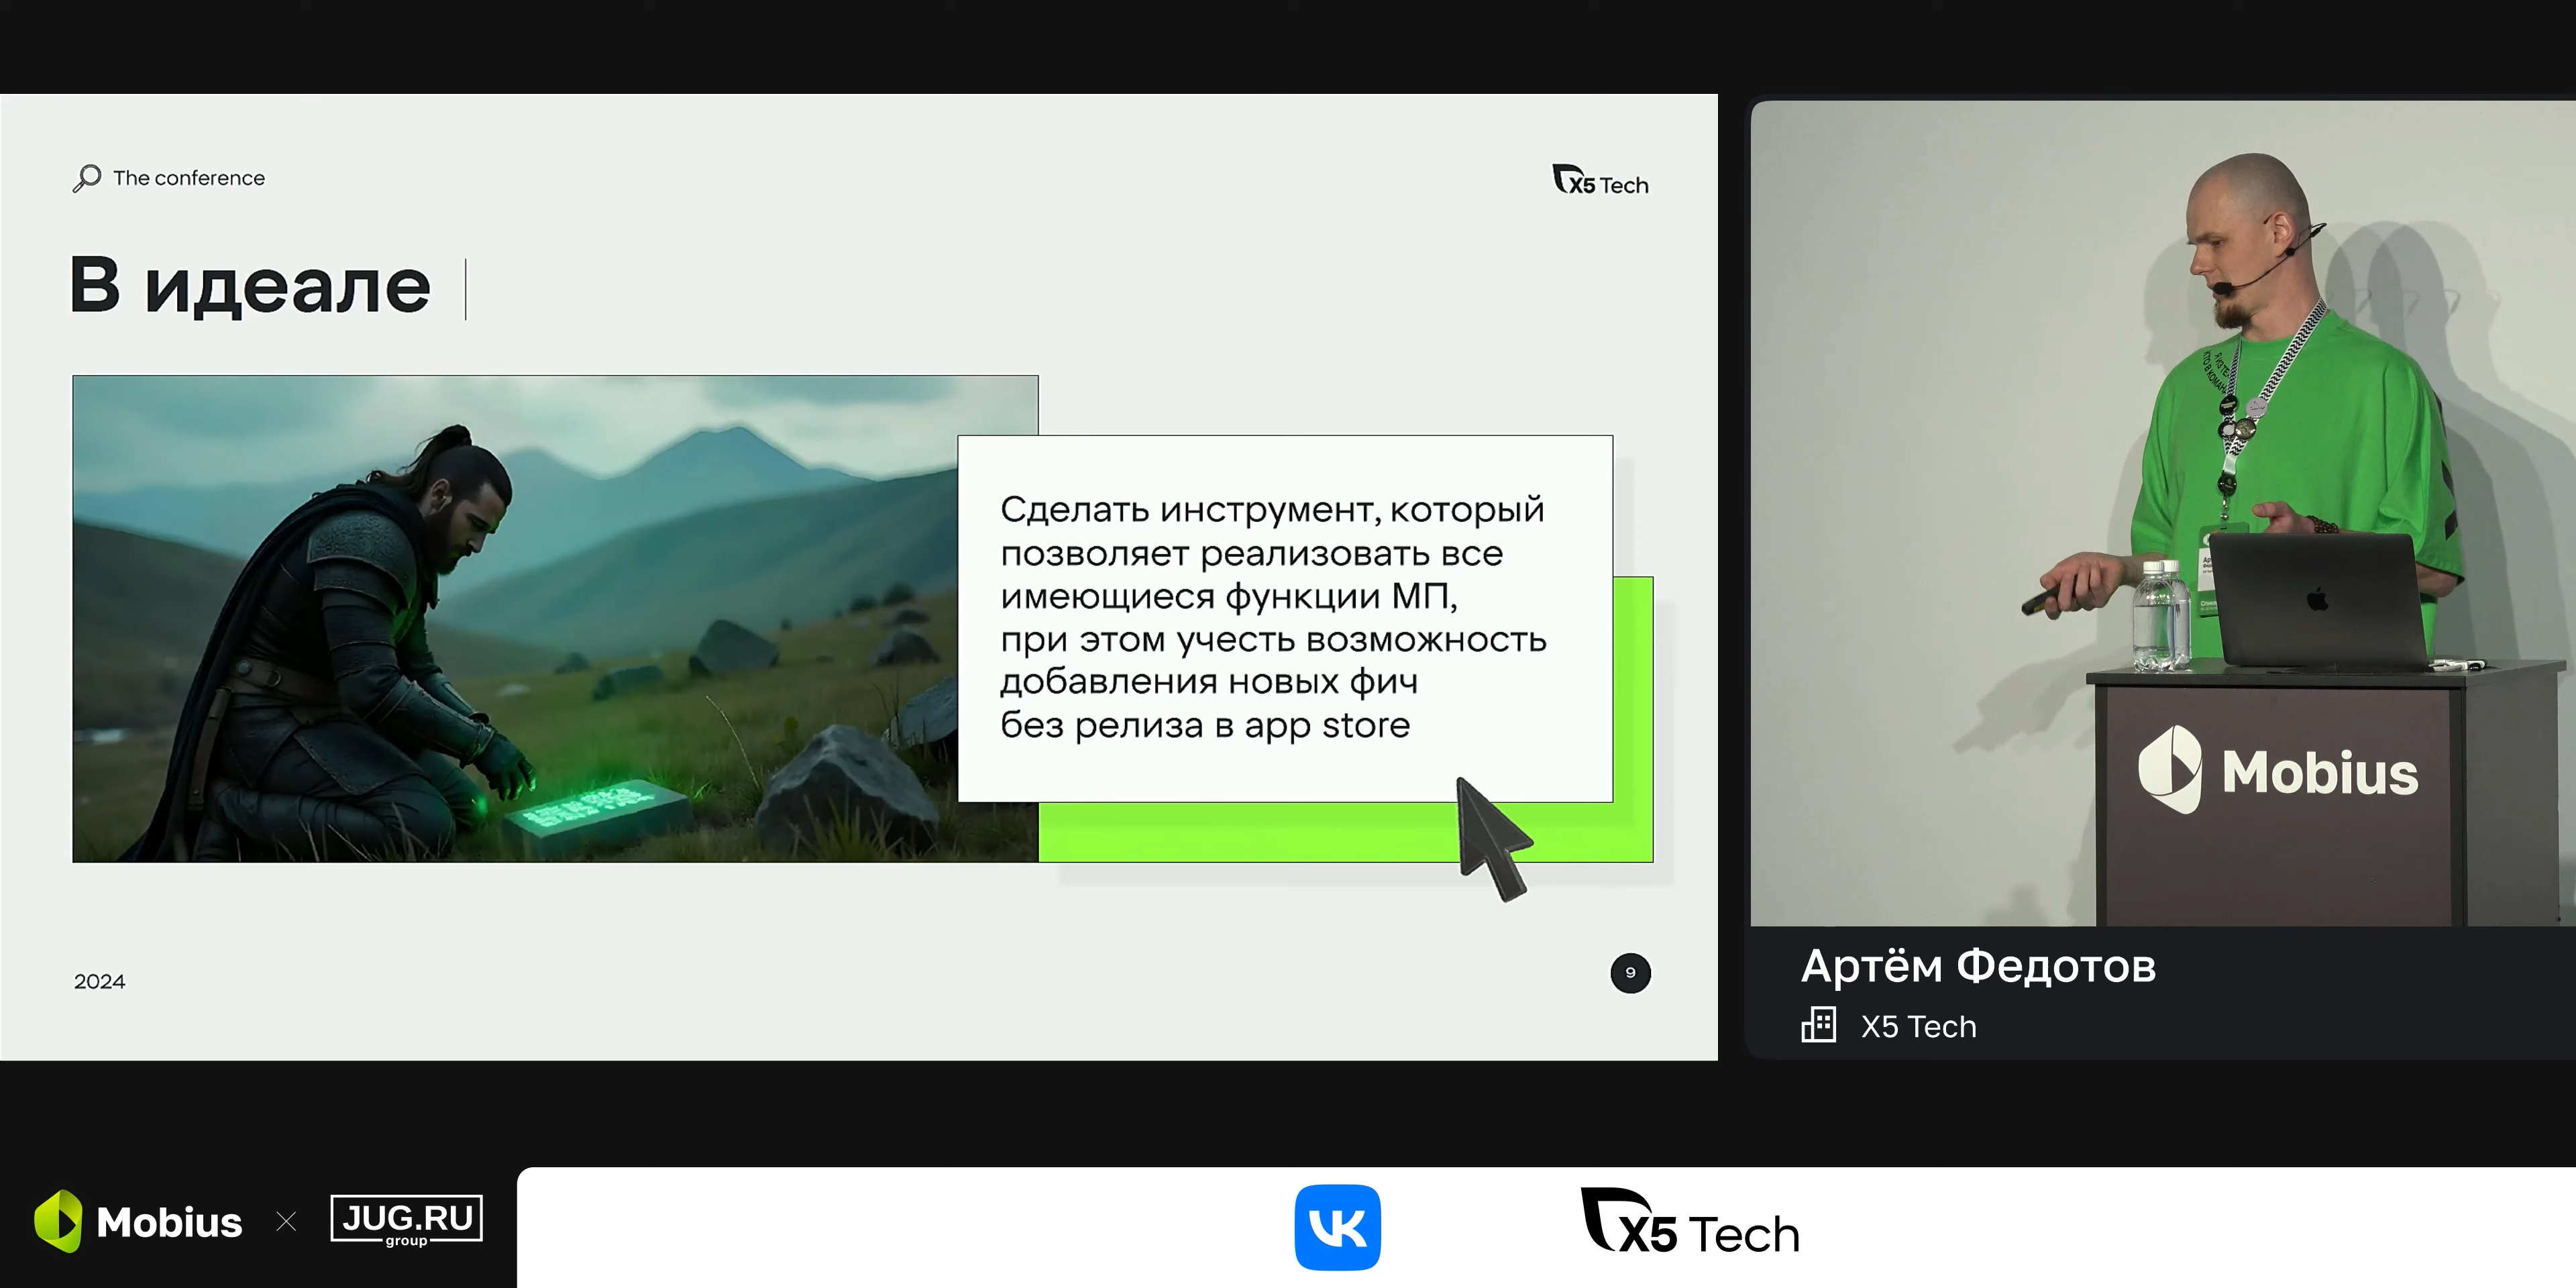 The conference
X5 Tech
В идеале
Сделать инструмент, который
позволяет реализовать все
имеющиеся функции МП,
при этом учесть возможность
добавления новых фич
без релиза в app store
2024
9
Mobius
Артём Федотов
X5 Tech
Mobius
JUG.RU
group
VK
X5 Tech